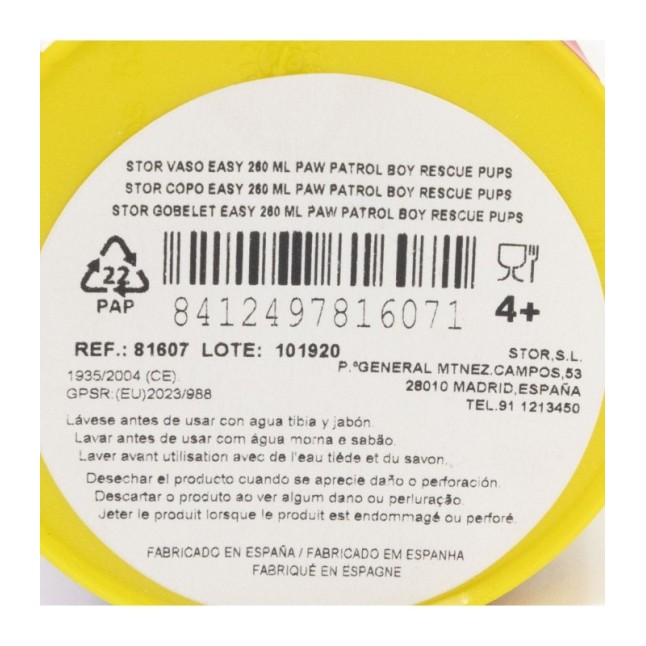 STOR VASO EASY 260 ML PAW PATROL BOY RESCUE PUPS
STOR COPO EASY 260 ML PAW PATROL BOY RESCUE PUPS
STOR GOBELET EASY 260 ML PAW PATROL BOY RESCUE PUPS
22
PAP
8412497816071
4+
REF.: 81607 LOTE: 101920
STOR,S.L.
P.ºGENERAL MTNEZ.CAMPOS,53
28010 MADRID,ESPAÑA
TEL.91 1213450
1935/2004 (CE).
GPSR:(EU)2023/988
Lávese antes de usar con agua tibia y jabón.
Lavar antes de usar com água morna e sabão.
Laver avant utilisation avec de l'eau tiéde et du savon.
Desechar el producto cuando se aprecie daño o perforación.
Descartar o produto ao ver algum dano ou perluração.
Jeter le produit lorsque le produit est endommagé ou perforé.
FABRICADO EN ESPAÑA / FABRICADO EM ESPANHA
FABRIQUÉ EN ESPAGNE